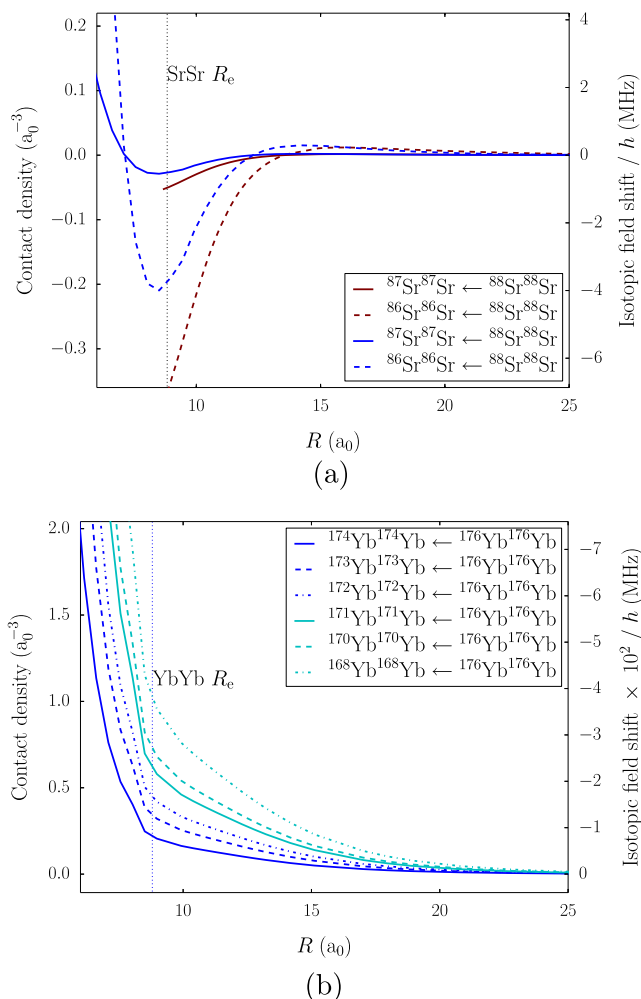 0.2
0.1
0.0
−0.1
−0.2
−0.3
Contact density (a₀⁻³)
SrSr Rₑ
4
2
0
−2
−4
−6
Isotopic field shift / h (MHz)
⁸⁷Sr⁸⁷Sr ← ⁸⁸Sr⁸⁸Sr
⁸⁶Sr⁸⁶Sr ← ⁸⁸Sr⁸⁸Sr
⁸⁷Sr⁸⁷Sr ← ⁸⁸Sr⁸⁸Sr
⁸⁶Sr⁸⁶Sr ← ⁸⁸Sr⁸⁸Sr
10 15 20 25
R (a₀)
(a)
2.0
1.5
1.0
0.5
0.0
Contact density (a₀⁻³)
YbYb Rₑ
¹⁷⁴Yb¹⁷⁴Yb ← ¹⁷⁶Yb¹⁷⁶Yb
¹⁷³Yb¹⁷³Yb ← ¹⁷⁶Yb¹⁷⁶Yb
¹⁷²Yb¹⁷²Yb ← ¹⁷⁶Yb¹⁷⁶Yb
¹⁷¹Yb¹⁷¹Yb ← ¹⁷⁶Yb¹⁷⁶Yb
¹⁷⁰Yb¹⁷⁰Yb ← ¹⁷⁶Yb¹⁷⁶Yb
¹⁶⁸Yb¹⁶⁸Yb ← ¹⁷⁶Yb¹⁷⁶Yb
−7
−6
−5
−4
−3
−2
−1
0
Isotopic field shift × 10² / h (MHz)
10 15 20 25
R (a₀)
(b)